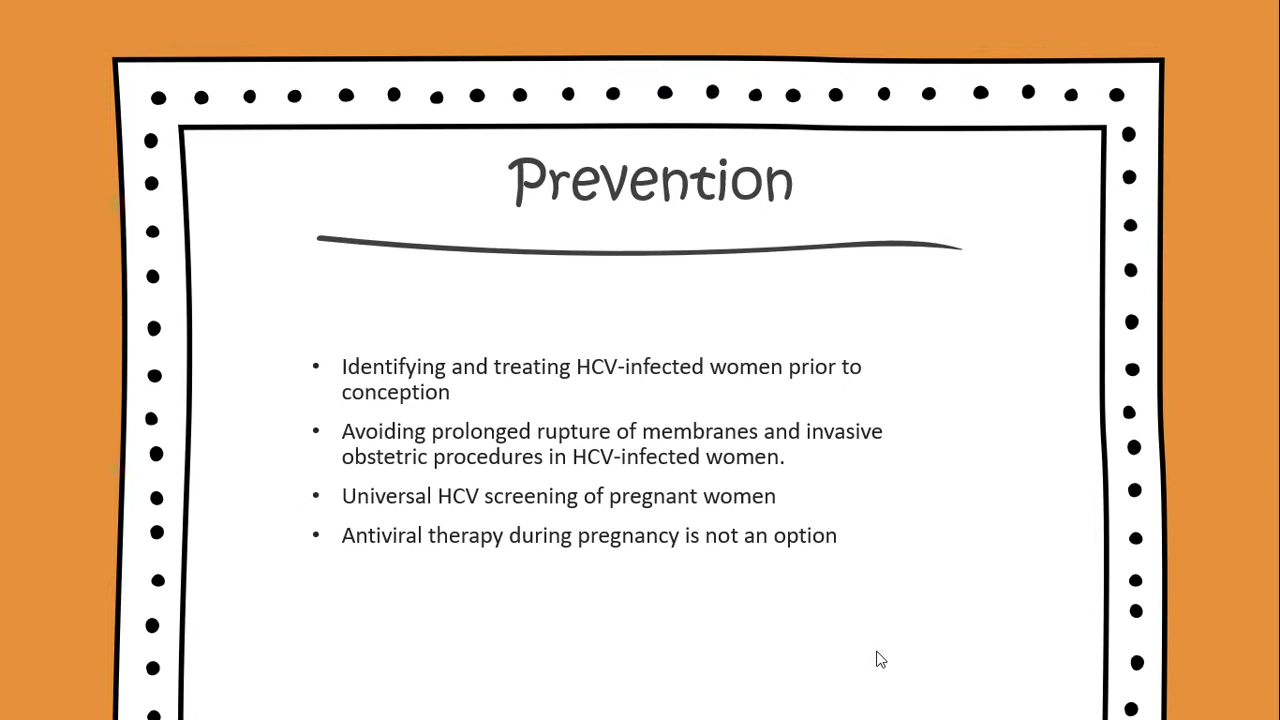 Prevention
• Identifying and treating HCV-infected women prior to
conception
• Avoiding prolonged rupture of membranes and invasive
obstetric procedures in HCV-infected women.
• Universal HCV screening of pregnant women
• Antiviral therapy during pregnancy is not an option